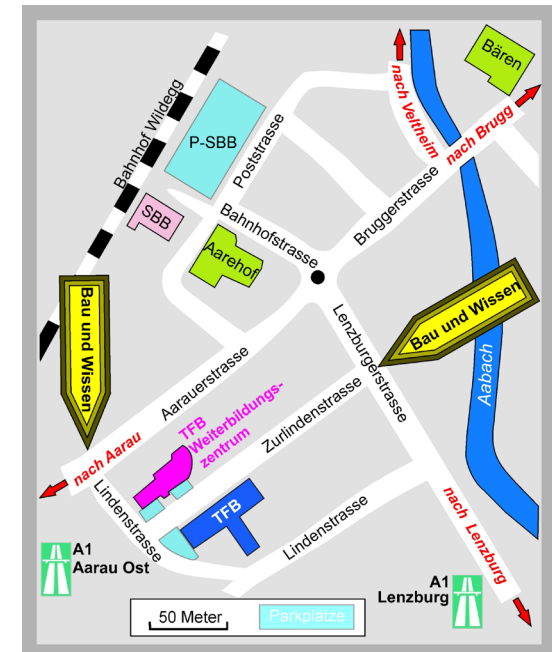 Bären
nach Veltheim
nach Brugg
Bahnhof Wildegg
P-SBB
Poststrasse
SBB
Bahnhofstrasse
Bruggerstrasse
Aarehof
Bau und Wissen
Bau und Wissen
Aabach
Lenzburgerstrasse
Aarauerstrasse
TFB
Weiterbildungs-
zentrum
Zurlindenstrasse
nach Aarau
Lindenstrasse
TFB
Lindenstrasse
nach Lenzburg
A1
Aarau Ost
A1
Lenzburg
50 Meter
Parkplätze